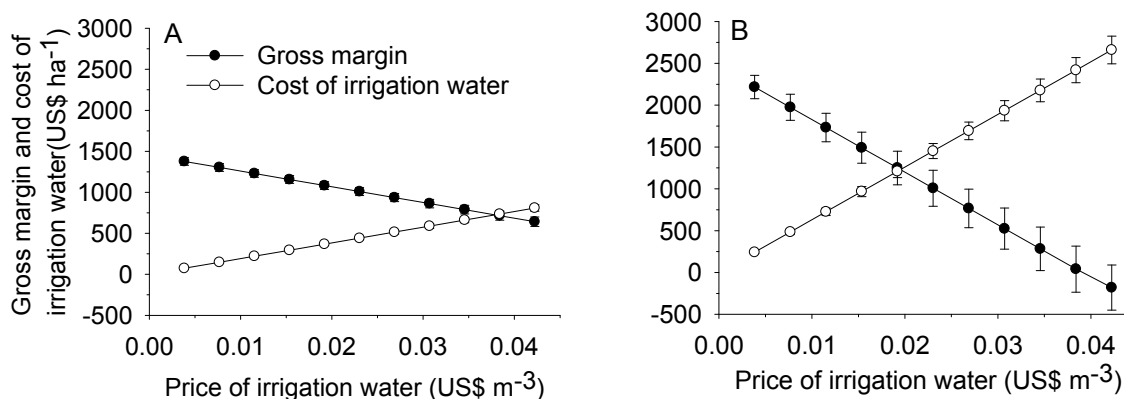 A
Gross margin
Cost of irrigation water
Gross margin and cost of
irrigation water(US$ ha⁻¹)
3000
2500
2000
1500
1000
500
0
-500
0.00 0.01 0.02 0.03 0.04
Price of irrigation water (US$ m⁻³)
B
3000
2500
2000
1500
1000
500
0
-500
0.00 0.01 0.02 0.03 0.04
Price of irrigation water (US$ m⁻³)